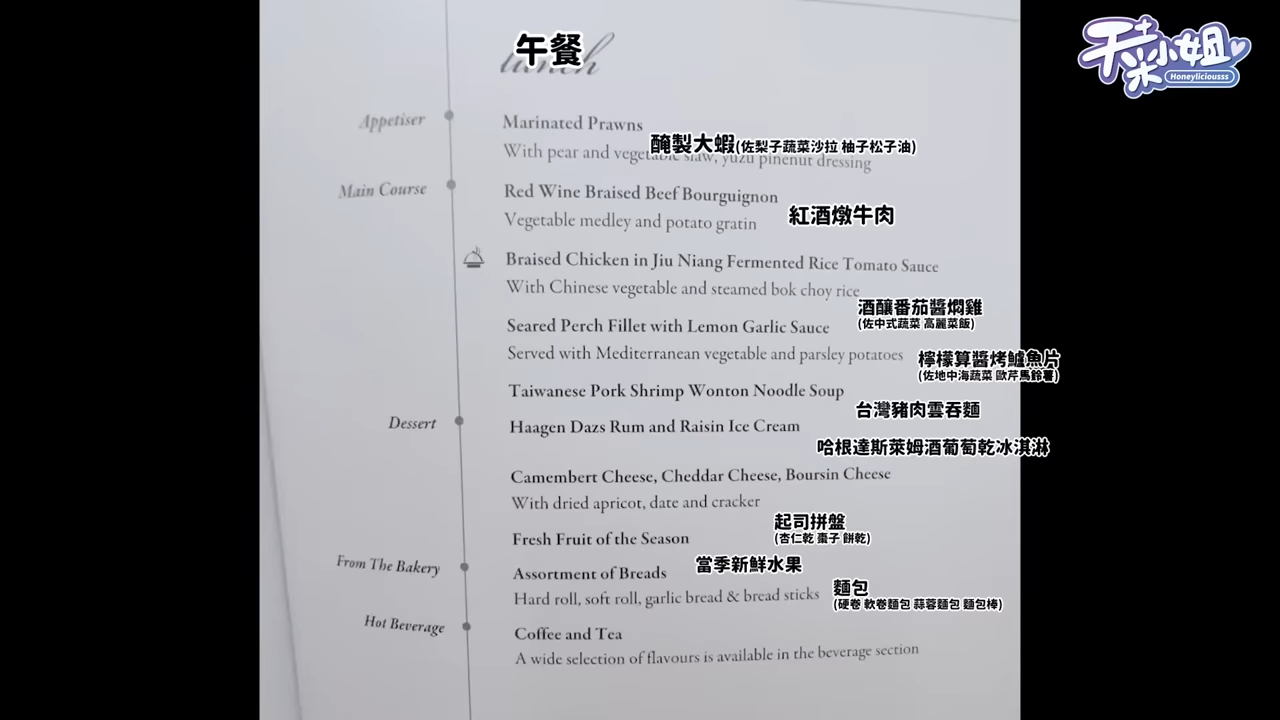 天菜小姐
Honeyliciousss
午餐
lunch
Appetiser
Marinated Prawns
醃製大蝦(佐梨子蔬菜沙拉 柚子松子油)
With pear and vegetable slaw, yuzu pinenut dressing
Main Course
Red Wine Braised Beef Bourguignon
紅酒燉牛肉
Vegetable medley and potato gratin
Braised Chicken in Jiu Niang Fermented Rice Tomato Sauce
With Chinese vegetable and steamed bok choy rice
酒釀番茄醬燜雞
(佐中式蔬菜 高麗菜飯)
Seared Perch Fillet with Lemon Garlic Sauce
Served with Mediterranean vegetable and parsley potatoes
檸檬算醬烤鱸魚片
(佐地中海蔬菜 歐芹馬鈴薯)
Taiwanese Pork Shrimp Wonton Noodle Soup
台灣豬肉雲吞麵
Dessert
Haagen Dazs Rum and Raisin Ice Cream
哈根達斯萊姆酒葡萄乾冰淇淋
Camembert Cheese, Cheddar Cheese, Boursin Cheese
With dried apricot, date and cracker
起司拼盤
(杏仁乾 棗子 餅乾)
Fresh Fruit of the Season
當季新鮮水果
From The Bakery
Assortment of Breads
Hard roll, soft roll, garlic bread & bread sticks
麵包
(硬卷 軟卷麵包 蒜蓉麵包 麵包棒)
Hot Beverage
Coffee and Tea
A wide selection of flavours is available in the beverage section